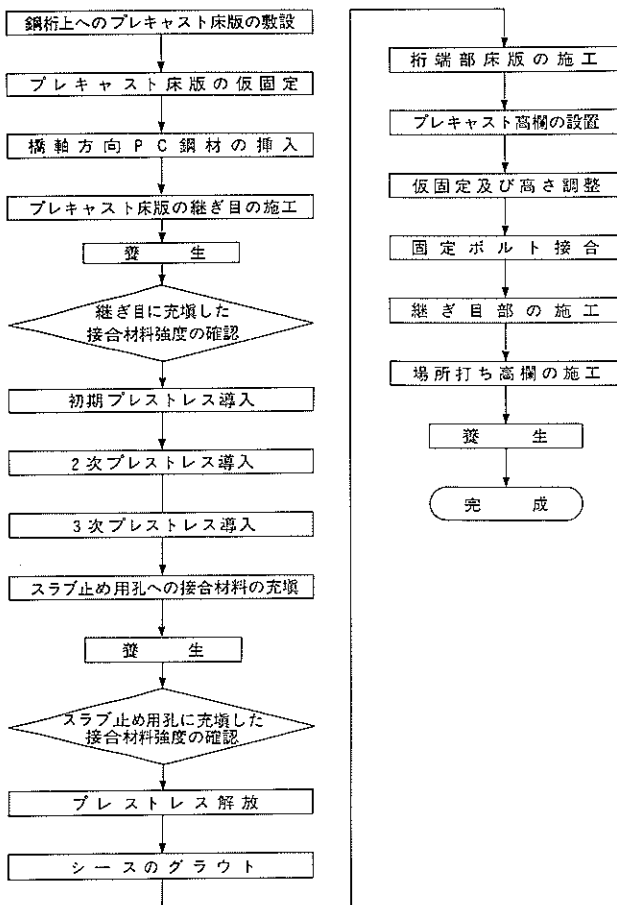 鋼桁上へのプレキャスト床版の敷設
プレキャスト床版の仮固定
橋軸方向PC鋼材の挿入
プレキャスト床版の継ぎ目の施工
養生
継ぎ目に充填した
接合材料強度の確認
初期プレストレス導入
2次プレストレス導入
3次プレストレス導入
スラブ止め用孔への接合材料の充填
養生
スラブ止め用孔に充填した
接合材料強度の確認
プレストレス解放
シースのグラウト
桁端部床版の施工
プレキャスト高欄の設置
仮固定及び高さ調整
固定ボルト接合
継ぎ目部の施工
場所打ち高欄の施工
養生
完成